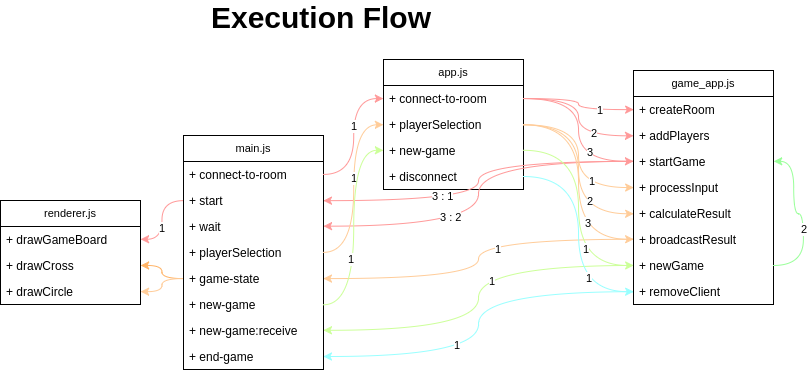 Execution Flow
renderer.js
+ drawGameBoard
+ drawCross
+ drawCircle
1
main.js
+ connect-to-room
+ start
+ wait
+ playerSelection
+ game-state
+ new-game
+ new-game:receive
+ end-game
1
1
1
app.js
+ connect-to-room
+ playerSelection
+ new-game
+ disconnect
3 : 1
3 : 2
1
1
1
1
2
3
1
2
3
1
1
game_app.js
+ createRoom
+ addPlayers
+ startGame
+ processInput
+ calculateResult
+ broadcastResult
+ newGame
+ removeClient
2